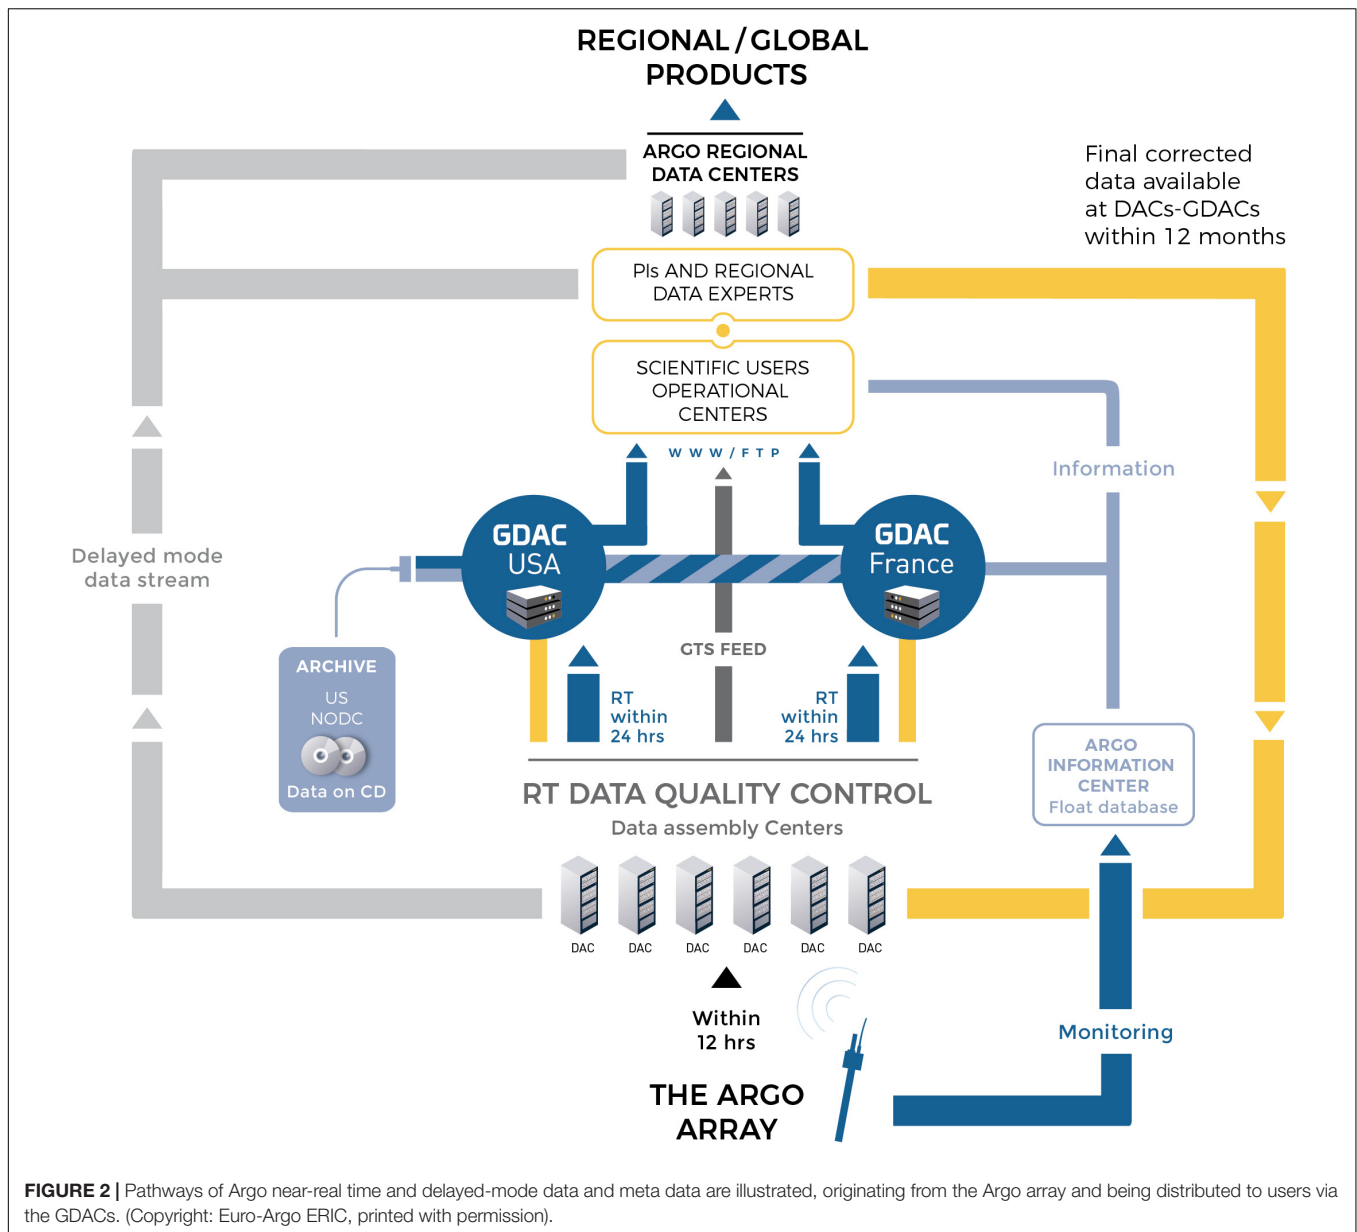 REGIONAL / GLOBAL
PRODUCTS
ARGO REGIONAL
DATA CENTERS
Final corrected
data available
at DACs-GDACs
within 12 months
PIs AND REGIONAL
DATA EXPERTS
SCIENTIFIC USERS
OPERATIONAL
CENTERS
WWW/FTP
Information
GDAC
USA
GDAC
France
Delayed mode
data stream
GTS FEED
ARCHIVE
US
NODC
Data on CD
RT
within
24 hrs
RT
within
24 hrs
ARGO
INFORMATION
CENTER
Float database
RT DATA QUALITY CONTROL
Data assembly Centers
DAC DAC DAC DAC DAC DAC
Within
12 hrs
Monitoring
THE ARGO
ARRAY
FIGURE 2 | Pathways of Argo near-real time and delayed-mode data and meta data are illustrated, originating from the Argo array and being distributed to users via
the GDACs. (Copyright: Euro-Argo ERIC, printed with permission).